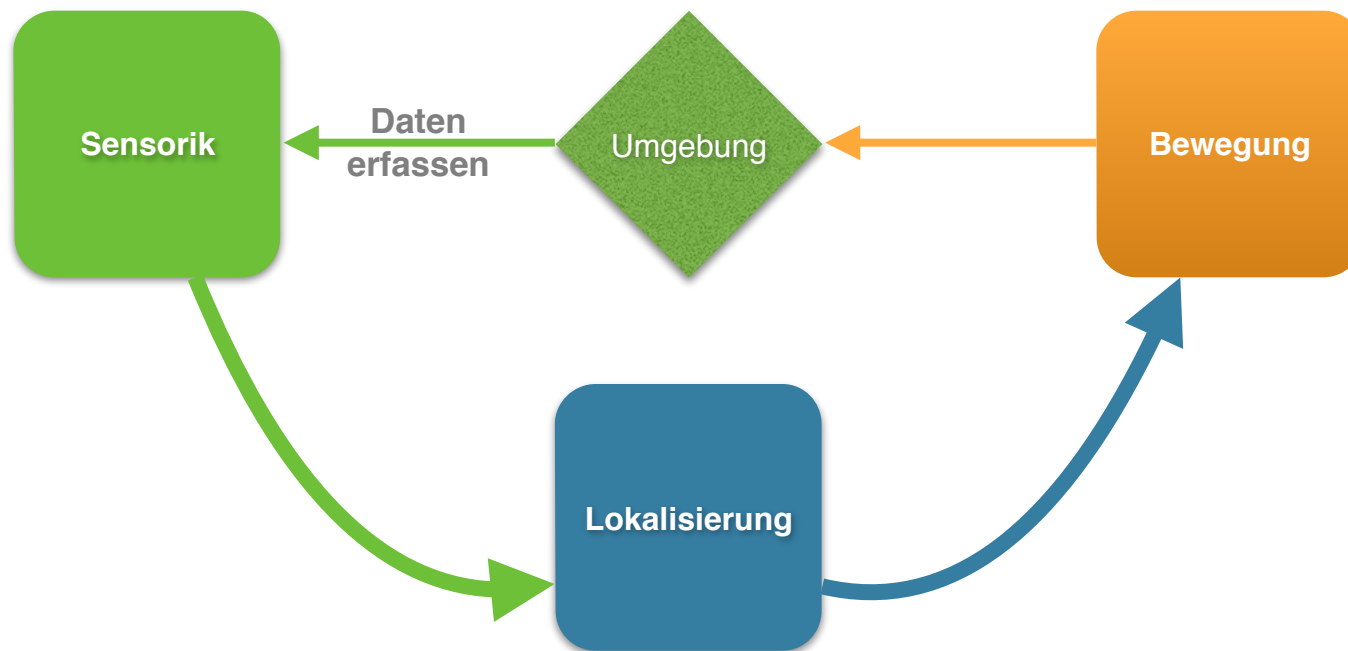 Sensorik
Daten
erfassen
Umgebung
Bewegung
Lokalisierung